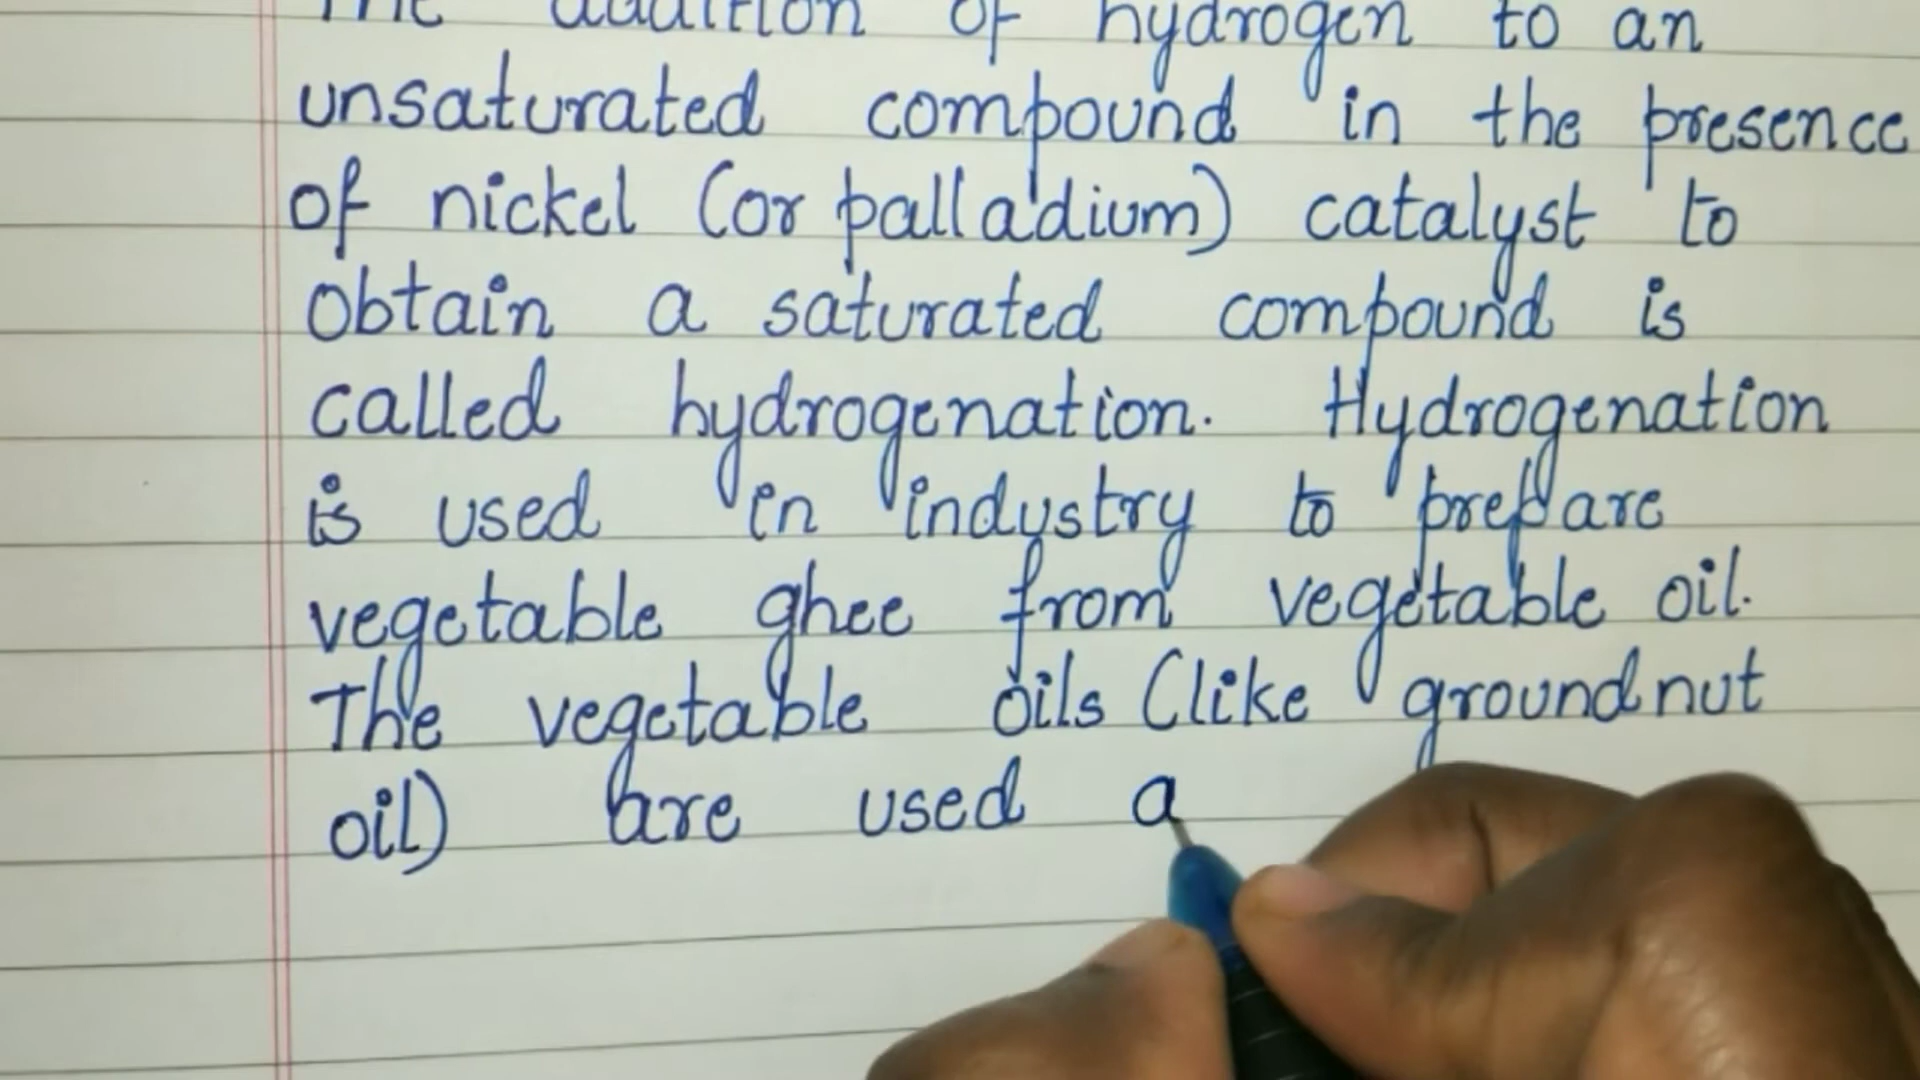 The addition of hydrogen to an
unsaturated compound in the presence
of nickel (or palladium) catalyst to
obtain a saturated compound is
called hydrogenation. Hydrogenation
is used in industry to prepare
vegetable ghee from vegetable oil.
The vegetable oils (like groundnut
oil) are used a